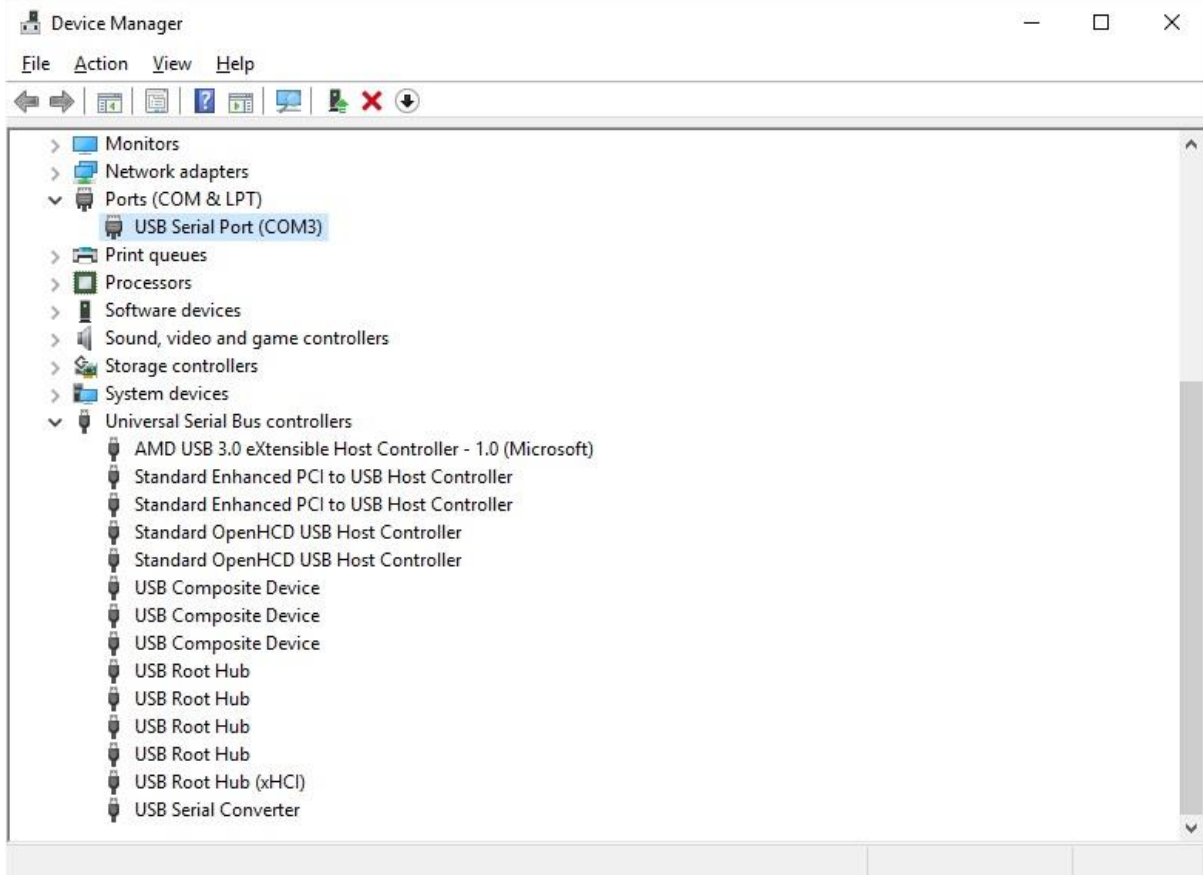 Device Manager
File Action View Help
Monitors
Network adapters
Ports (COM & LPT)
USB Serial Port (COM3)
Print queues
Processors
Software devices
Sound, video and game controllers
Storage controllers
System devices
Universal Serial Bus controllers
AMD USB 3.0 eXtensible Host Controller - 1.0 (Microsoft)
Standard Enhanced PCI to USB Host Controller
Standard Enhanced PCI to USB Host Controller
Standard OpenHCD USB Host Controller
Standard OpenHCD USB Host Controller
USB Composite Device
USB Composite Device
USB Composite Device
USB Root Hub
USB Root Hub
USB Root Hub
USB Root Hub
USB Root Hub (xHCI)
USB Serial Converter